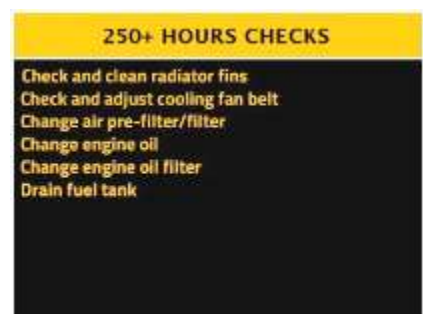 250+ HOURS CHECKS
Check and clean radiator fins
Check and adjust cooling fan belt
Change air pre-filter/filter
Change engine oil
Change engine oil filter
Drain fuel tank